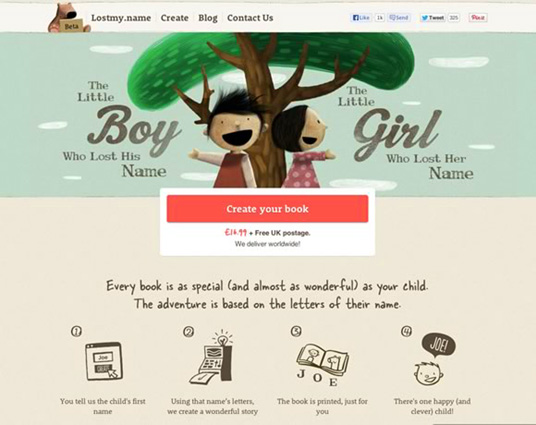 Beta
Lostmy.name Create Blog Contact Us
Like 1k Send Tweet 325 Pin it
The Little Boy Who Lost His Name
The Little Girl Who Lost Her Name
Create your book
+ Free UK postage.
We deliver worldwide!
Every book is as special (and almost as wonderful) as your child.
The adventure is based on the letters of their name.
1
Joe
You tell us the child's first
name
2
Using that name's letters,
we create a wonderful story
3
JOE
The book is printed, just for
you
4
JOE!
There's one happy (and
clever) child!